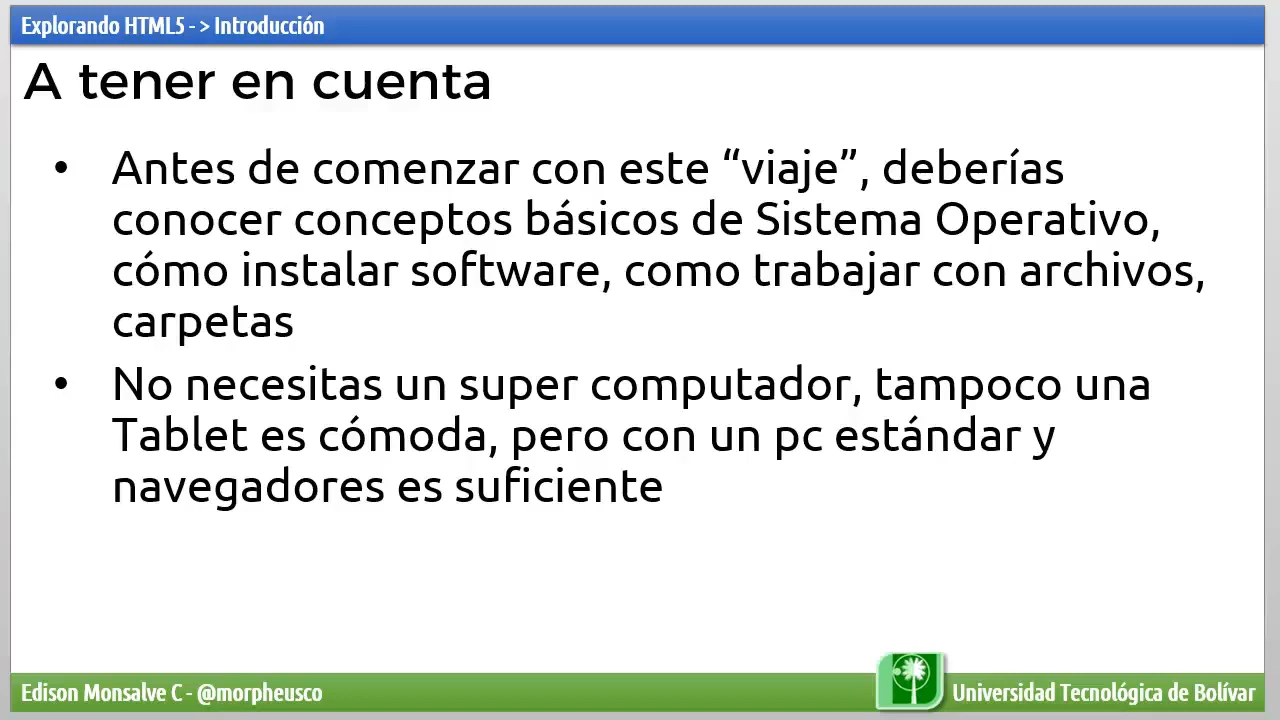 Explorando HTML5 - > Introducción
A tener en cuenta
• Antes de comenzar con este “viaje”, deberías
conocer conceptos básicos de Sistema Operativo,
cómo instalar software, como trabajar con archivos,
carpetas
• No necesitas un super computador, tampoco una
Tablet es cómoda, pero con un pc estándar y
navegadores es suficiente
Edison Monsalve C - @morpheusco
Universidad Tecnológica de Bolívar